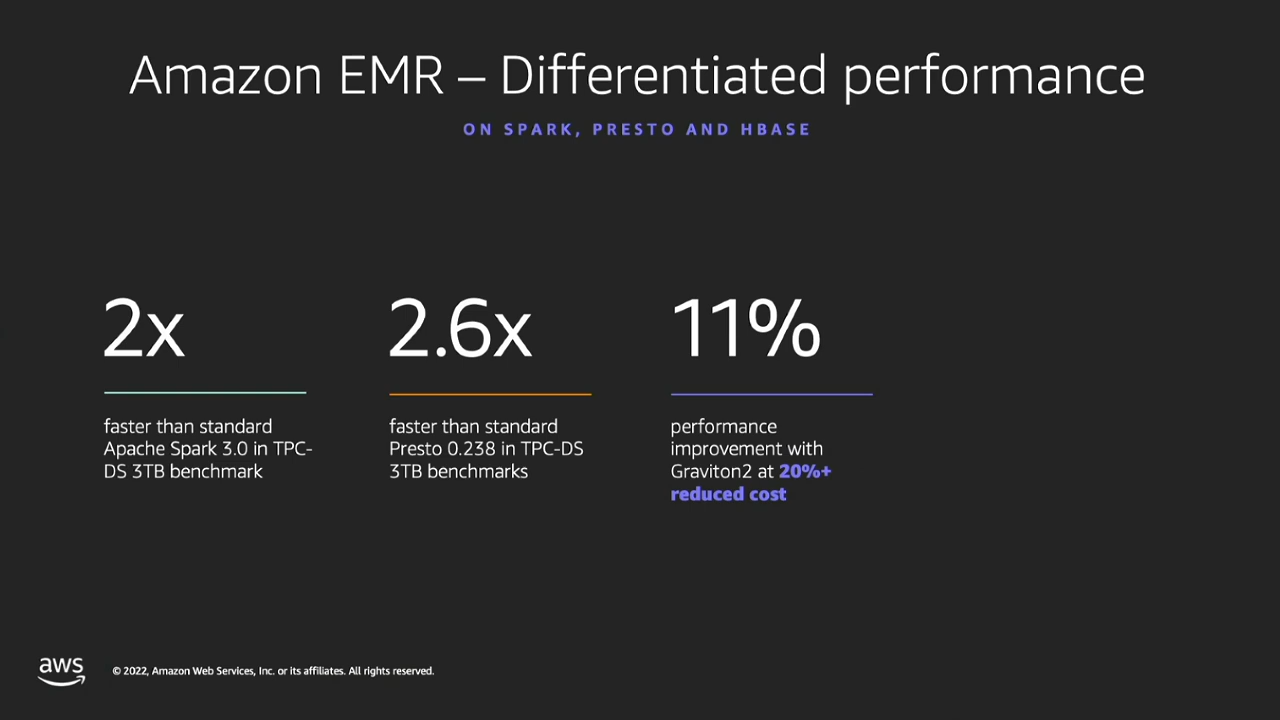 Amazon EMR – Differentiated performance
ON SPARK, PRESTO AND HBASE
2x
faster than standard
Apache Spark 3.0 in TPC-
DS 3TB benchmark
2.6x
faster than standard
Presto 0.238 in TPC-DS
3TB benchmarks
11%
performance
improvement with
Graviton2 at 20%+
reduced cost
aws
© 2022, Amazon Web Services, Inc. or its affiliates. All rights reserved.